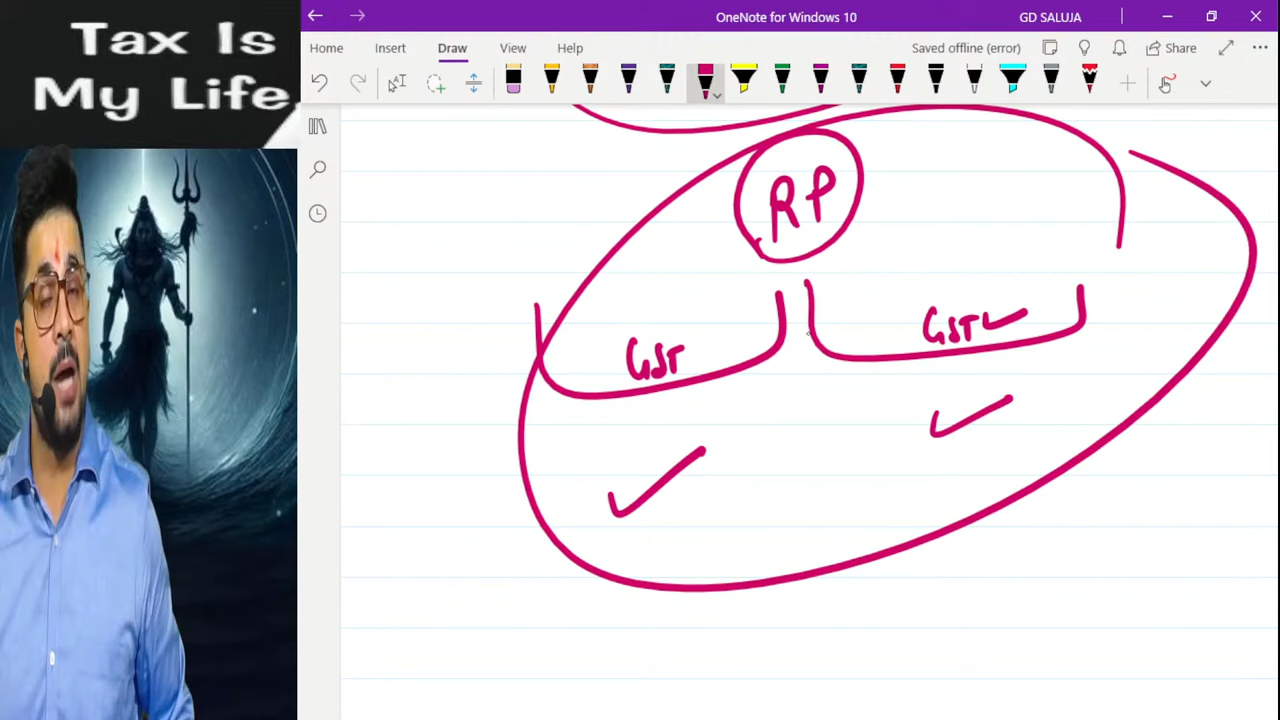 Tax Is
My Life,
OneNote for Windows 10
GD SALUJA
Home
Insert
Draw
View
Help
Saved offline (error)
Share
RP
GST
GST